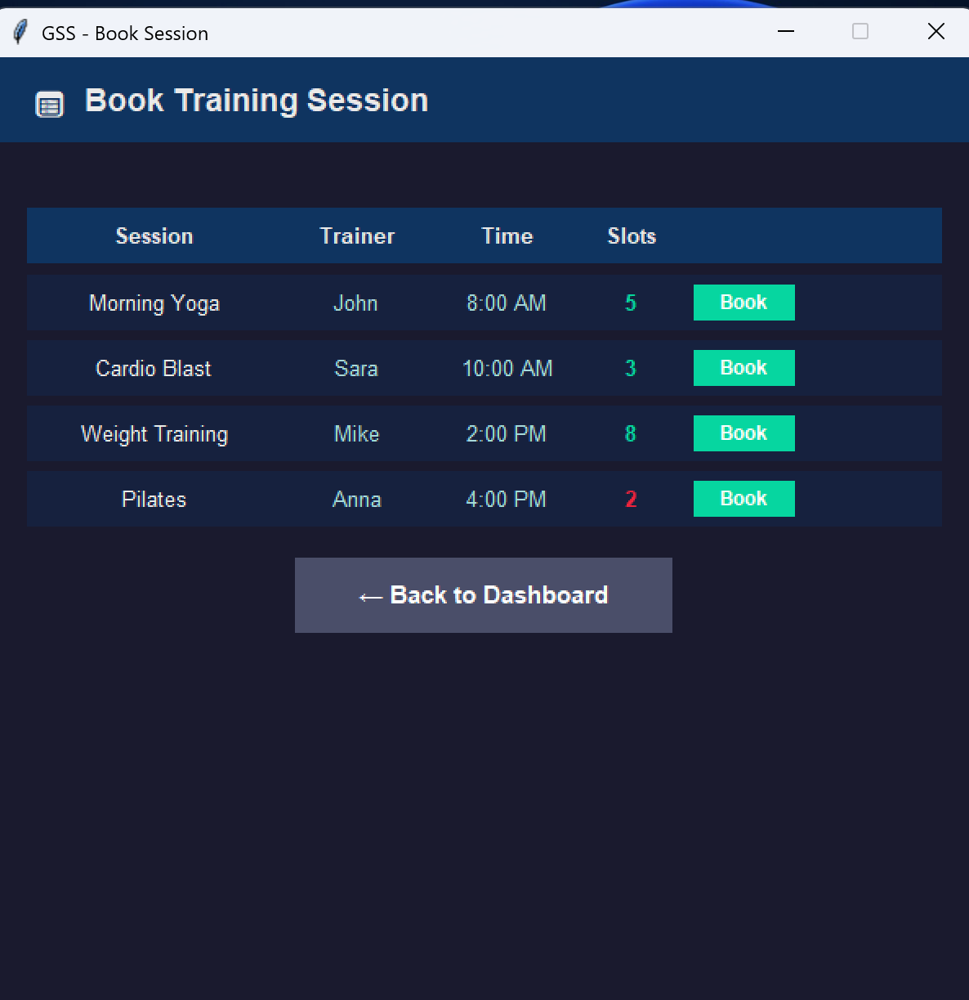 GSS - Book Session
Book Training Session
Session Trainer Time Slots
Morning Yoga John 8:00 AM 5 Book
Cardio Blast Sara 10:00 AM 3 Book
Weight Training Mike 2:00 PM 8 Book
Pilates Anna 4:00 PM 2 Book
← Back to Dashboard